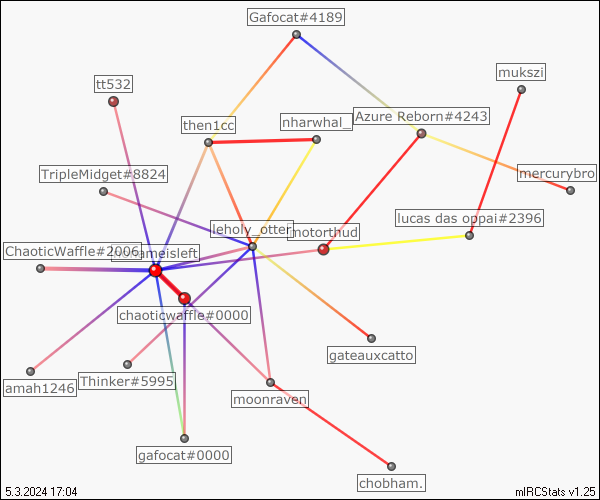 Gafocat#4189
mukszi
tt532
then1cc
nharwhal_
Azure Reborn#4243
TripleMidget#8824
mercurybro
lucas das oppai#2396
leholy_otter
motorthud
ChaoticWaffle#2006
nameisleft
chaoticwaffle#0000
gateauxcatto
amah1246
Thinker#5995
moonraven
gafocat#0000
chobham.
5.3.2024 17:04
mIRCStats v1.25